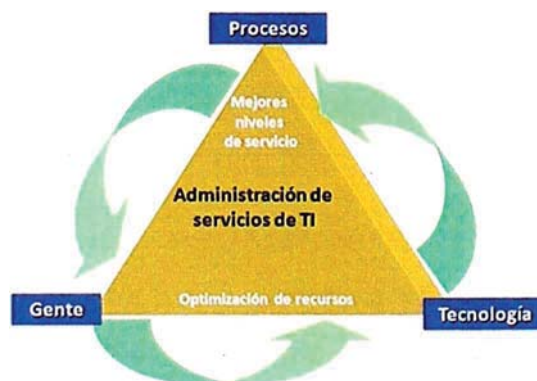 Procesos
Mejores
niveles
de servicio
Administración de
servicios de TI
Optimización de recursos
Gente
Tecnología